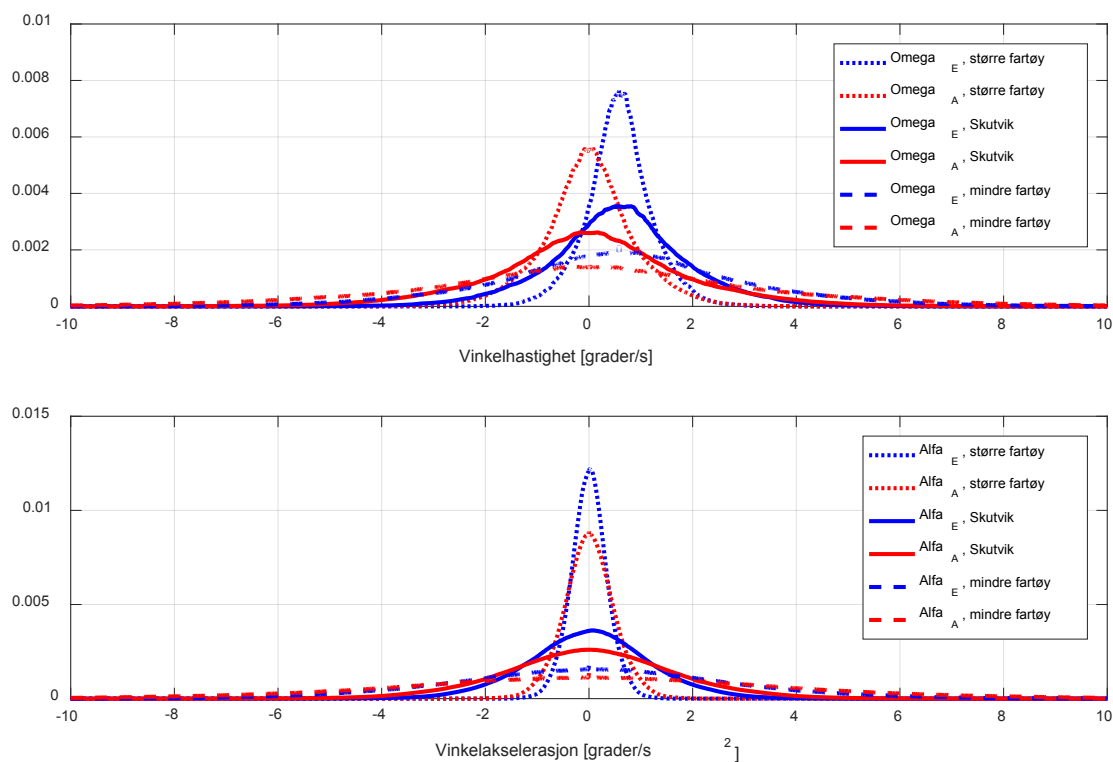 0.01
0.008
0.006
0.004
0.002
0
-10 -8 -6 -4 -2 0 2 4 6 8 10
Vinkelhastighet [grader/s]
Omega E , større fartøy
Omega A , større fartøy
Omega E , Skutvik
Omega A , Skutvik
Omega E , mindre fartøy
Omega A , mindre fartøy
0.015
0.01
0.005
0
-10 -8 -6 -4 -2 0 2 4 6 8 10
Vinkelakselerasjon [grader/s 2 ]
Alfa E , større fartøy
Alfa A , større fartøy
Alfa E , Skutvik
Alfa A , Skutvik
Alfa E , mindre fartøy
Alfa A , mindre fartøy